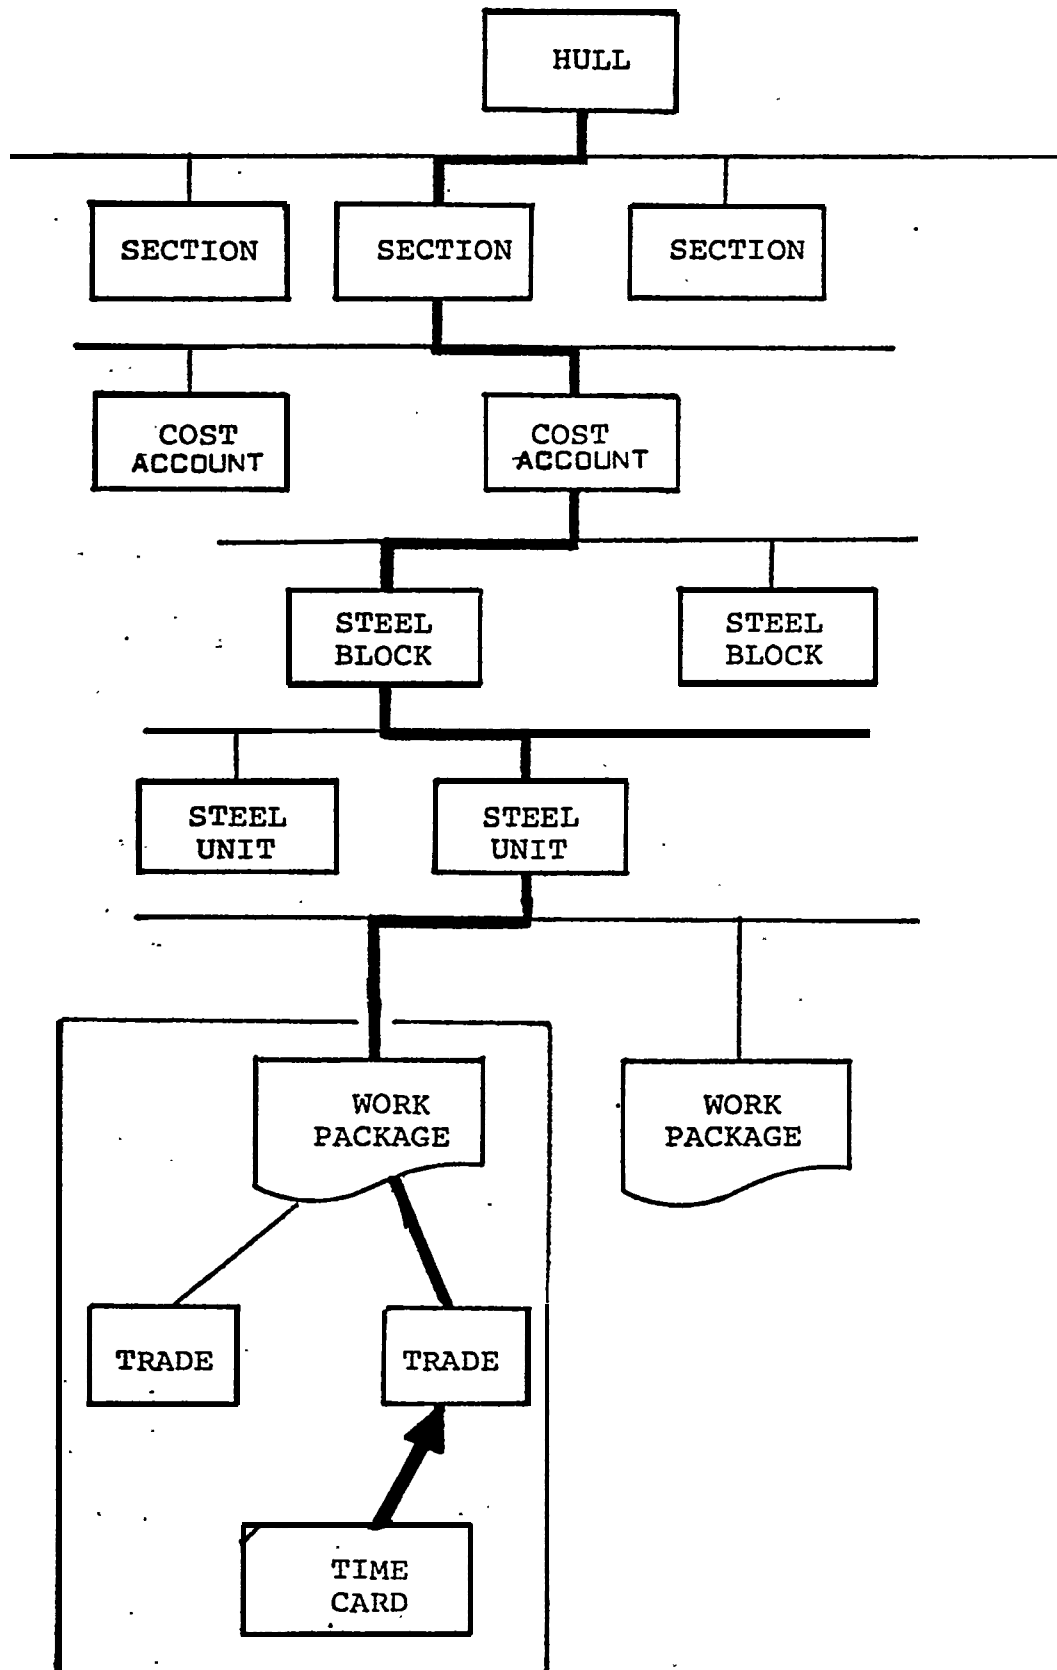 HULL
SECTION
SECTION
SECTION
COST
ACCOUNT
COST
ACCOUNT
STEEL
BLOCK
STEEL
BLOCK
STEEL
UNIT
STEEL
UNIT
WORK
PACKAGE
WORK
PACKAGE
TRADE
TRADE
TIME
CARD